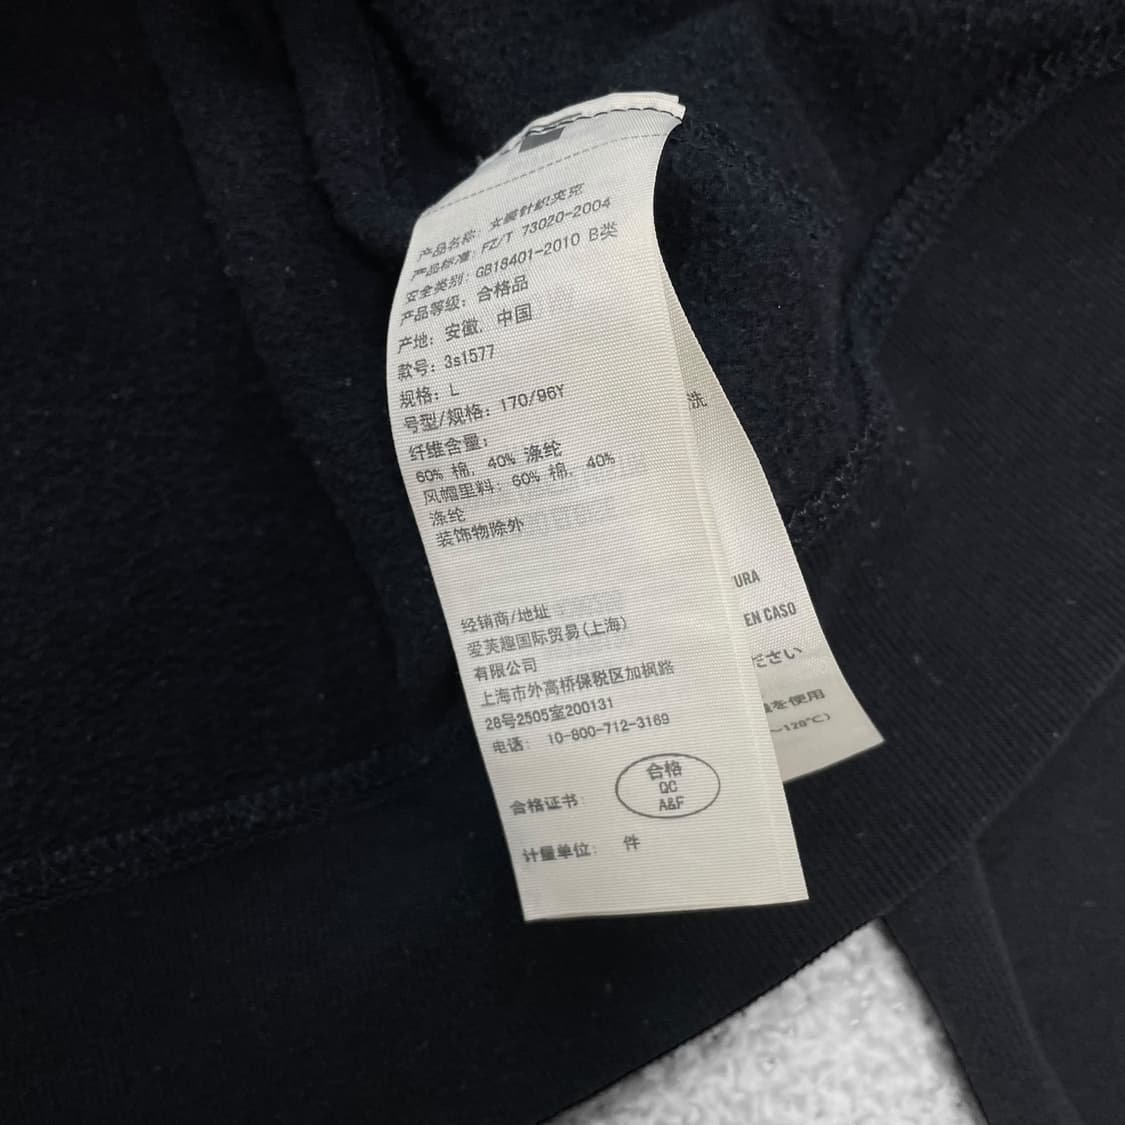 产品名称: 女装针织夹克
产品标准: FZ/T 73020-2004
安全类别: GB18401-2010 B类
产品等级: 合格品
产地: 安徽, 中国
款号: 3s1577
规格: L
号型/规格: 170/96Y
纤维含量:
60% 棉, 40% 涤纶
风帽里料: 60% 棉, 40%
涤纶
装饰物除外
经销商/地址:
爱芙趣国际贸易(上海)
有限公司
上海市外高桥保税区加枫路
28号2505室200131
电话: 10-800-712-3169
合格证书:
合格
QC
A&F
计量单位: 件
洗
URA
EN CASO
ださい
を使用
~120℃)